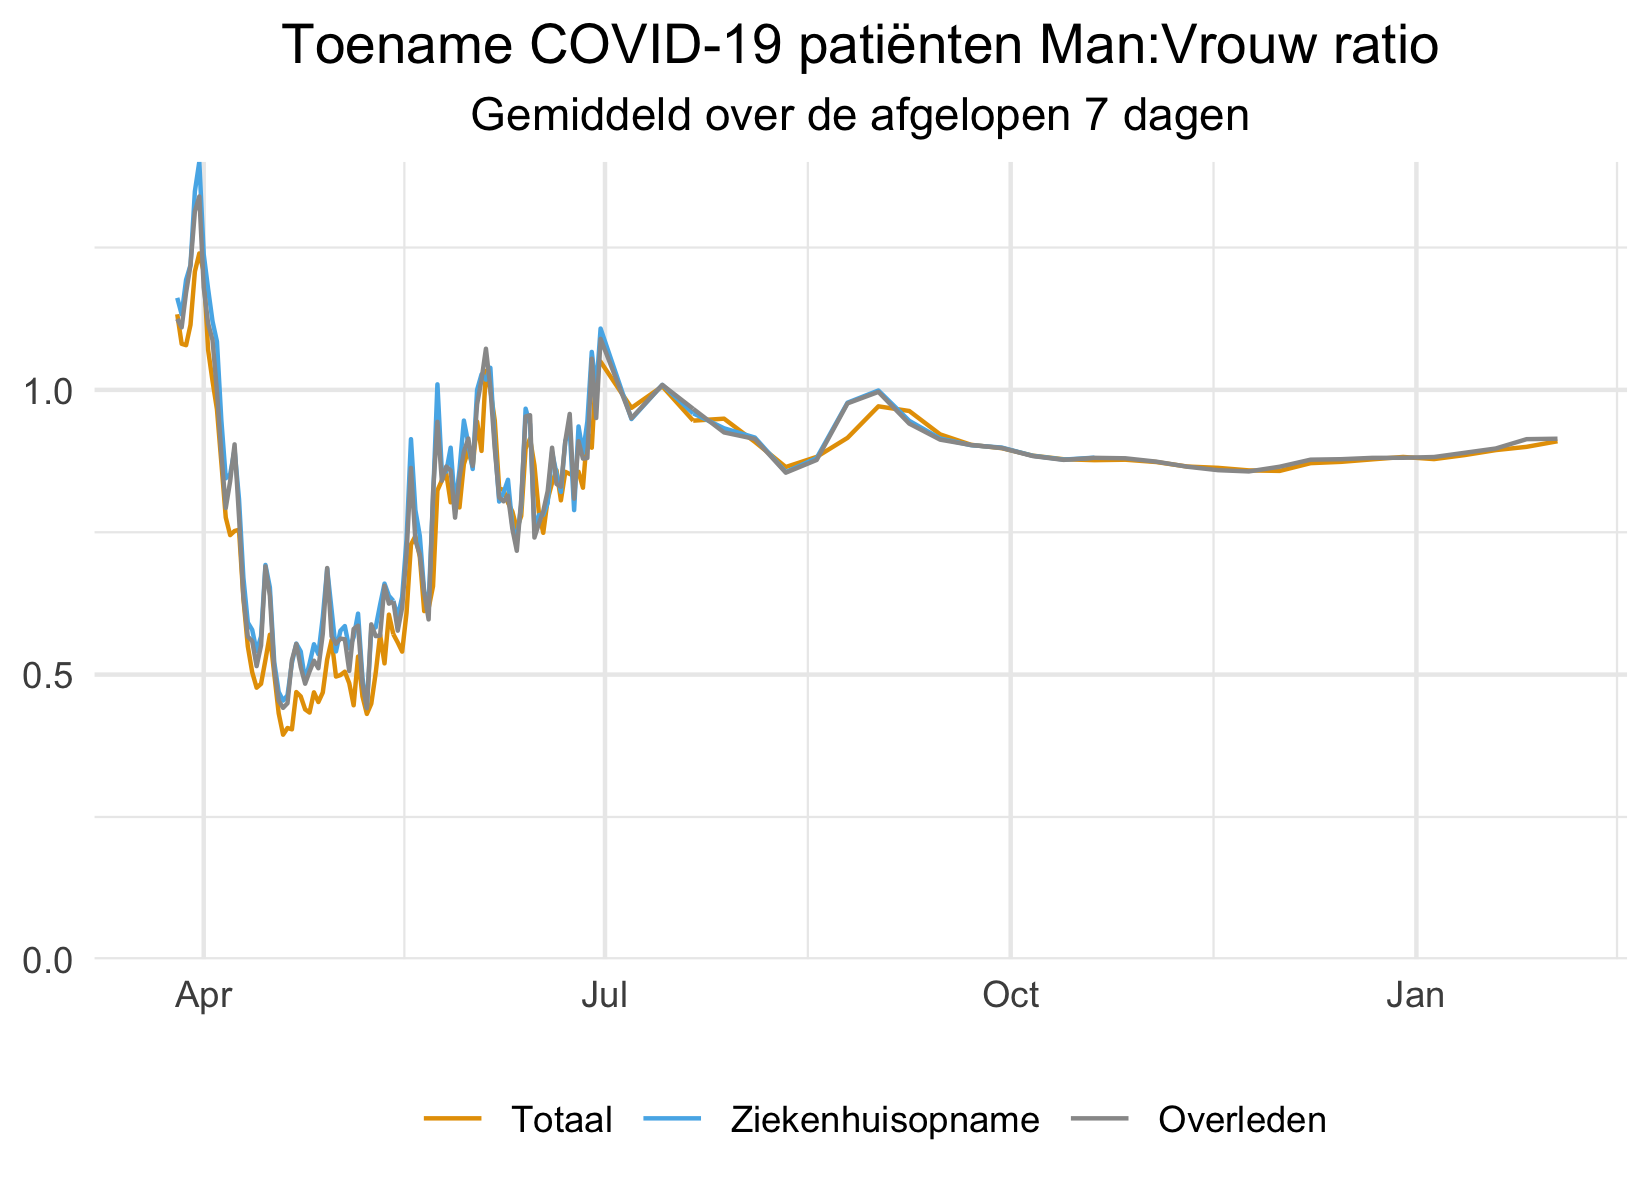 Toename COVID-19 patiënten Man:Vrouw ratio
Gemiddeld over de afgelopen 7 dagen
1.0
0.5
0.0
Apr Jul Oct Jan
Totaal Ziekenhuisopname Overleden